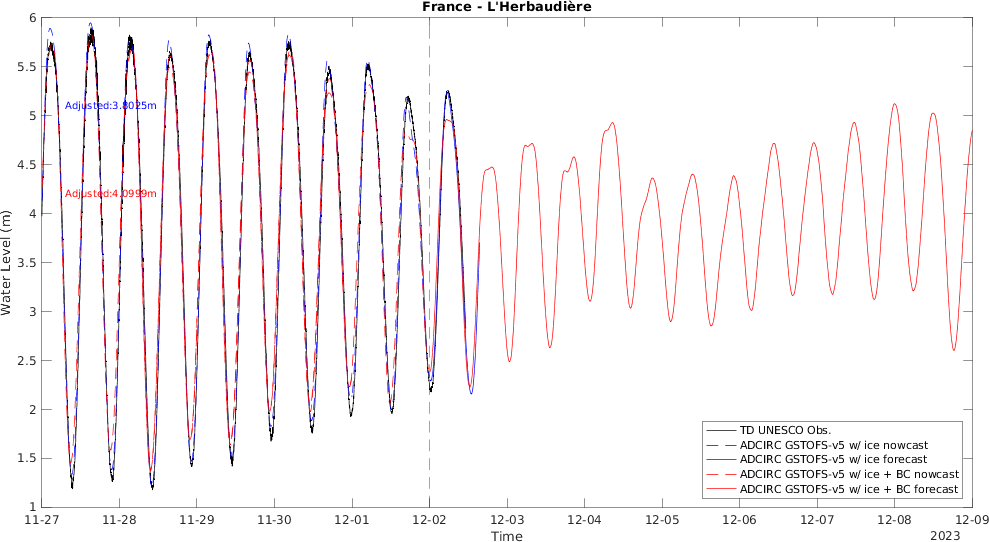 France - L'Herbaudière
6
5.5
5
4.5
4
3.5
3
2.5
2
1.5
1
Water Level (m)
Adjusted:3.8025m
Adjusted:4.0999m
TD UNESCO Obs.
ADCIRC GSTOFS-v5 w/ ice nowcast
ADCIRC GSTOFS-v5 w/ ice forecast
ADCIRC GSTOFS-v5 w/ ice + BC nowcast
ADCIRC GSTOFS-v5 w/ ice + BC forecast
11-27 11-28 11-29 11-30 12-01 12-02 12-03 12-04 12-05 12-06 12-07 12-08 12-09
Time
2023